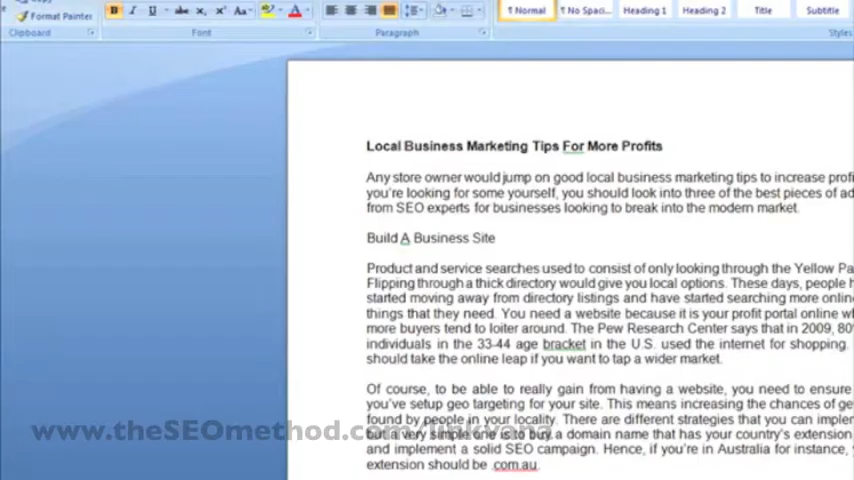 Format Painter
B I U abc x₂ x² Aa A
¶ Normal ¶ No Spaci... Heading 1 Heading 2 Title Subtitle
Clipboard Font Paragraph Styles
Local Business Marketing Tips For More Profits
Any store owner would jump on good local business marketing tips to increase profi
you're looking for some yourself, you should look into three of the best pieces of ad
from SEO experts for businesses looking to break into the modern market.
Build A Business Site
Product and service searches used to consist of only looking through the Yellow Pa
Flipping through a thick directory would give you local options. These days, people h
started moving away from directory listings and have started searching more online
things that they need. You need a website because it is your profit portal online w
more buyers tend to loiter around. The Pew Research Center says that in 2009, 80
individuals in the 33-44 age bracket in the U.S. used the internet for shopping.
should take the online leap if you want to tap a wider market.
Of course, to be able to really gain from having a website, you need to ensure
you've setup geo targeting for your site. This means increasing the chances of ge
found by people in your locality. There are different strategies that you can implem
www.theSEOmethod.com/linkvana
but a very simple one is to buy a domain name that has your country's extension
and implement a solid SEO campaign. Hence, if you're in Australia for instance,
extension should be .com.au.